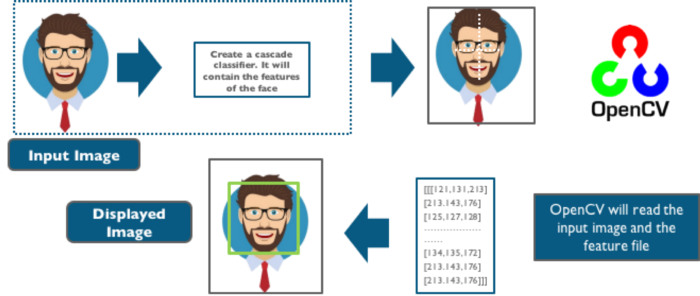 Create a cascade
classifier. It will
contain the features
of the face
OpenCV
Input Image
Displayed
Image
[[[121,131,213]
[213,143,176]
[125,127,128]
...................
......
[134,135,172]
[213,143,176]
[213,143,176]]]
OpenCV will read the
input image and the
feature file